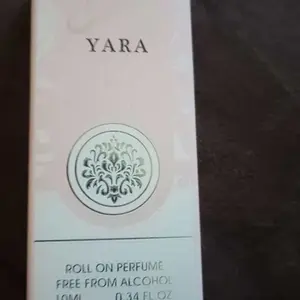 YARA
ROLL ON PERFUME
FREE FROM ALCOHOL
10ML 0.34 FL OZ